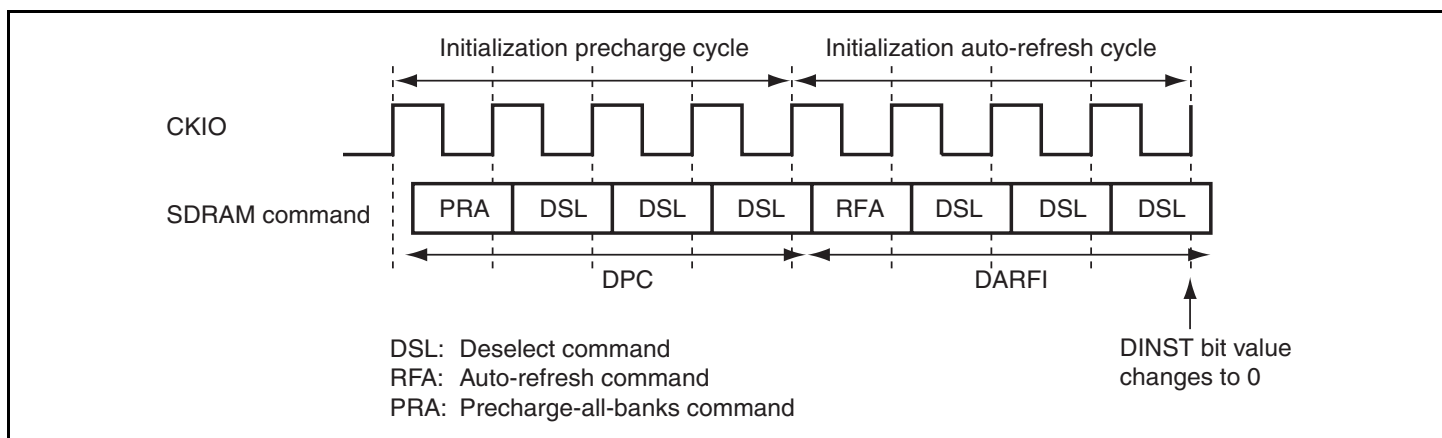 Initialization precharge cycle Initialization auto-refresh cycle
CKIO
SDRAM command PRA DSL DSL DSL RFA DSL DSL DSL
DPC DARFI
DSL: Deselect command
RFA: Auto-refresh command
PRA: Precharge-all-banks command
DINST bit value
changes to 0